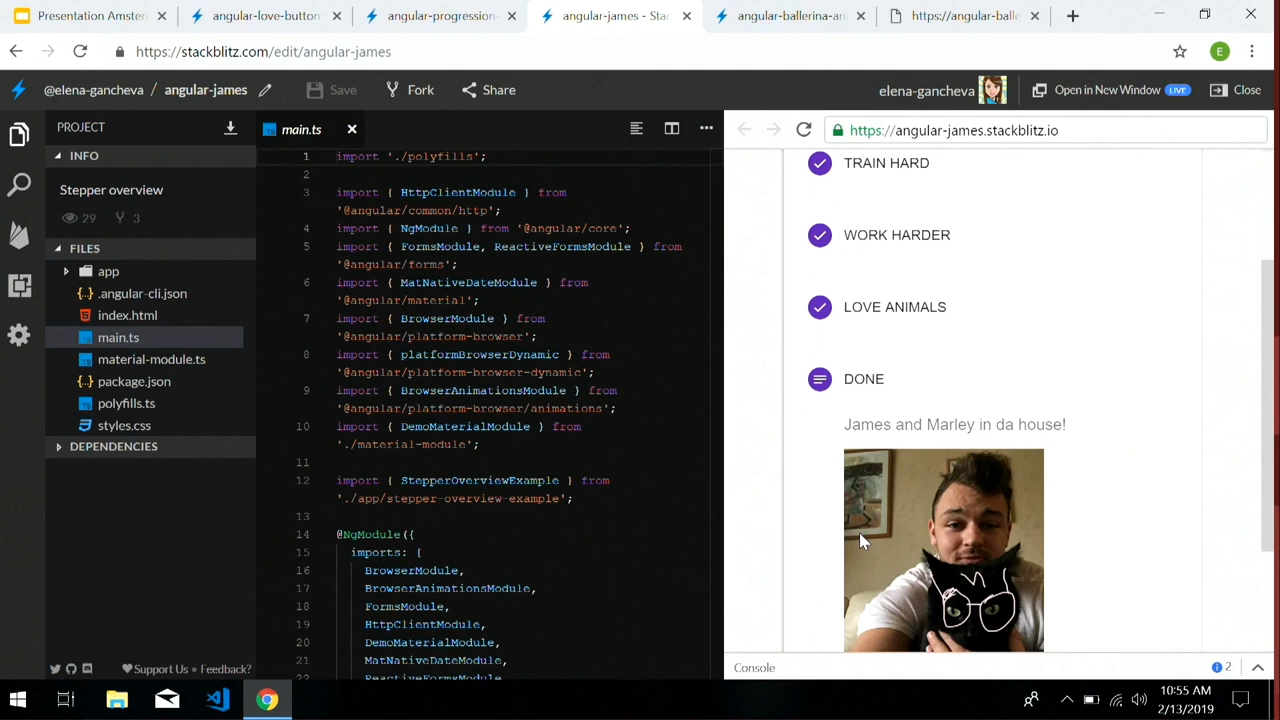 Presentation Amster
angular-love-button
angular-progression-
angular-james - Stac
angular-ballerina-an
https://angular-balle
https://stackblitz.com/edit/angular-james
E
@elena-gancheva / angular-james
Save
Fork
Share
elena-gancheva
Open in New Window LIVE
Close
PROJECT
INFO
Stepper overview
29 3
FILES
app
{..} .angular-cli.json
index.html
main.ts
material-module.ts
{..} package.json
polyfills.ts
styles.css
DEPENDENCIES
Support Us • Feedback?
main.ts
1 import './polyfills';
2
3 import { HttpClientModule } from
'@angular/common/http';
4 import { NgModule } from '@angular/core';
5 import { FormsModule, ReactiveFormsModule } from
'@angular/forms';
6 import { MatNativeDateModule } from
'@angular/material';
7 import { BrowserModule } from
'@angular/platform-browser';
8 import { platformBrowserDynamic } from
'@angular/platform-browser-dynamic';
9 import { BrowserAnimationsModule } from
'@angular/platform-browser/animations';
10 import { DemoMaterialModule } from
'./material-module';
11
12 import { StepperOverviewExample } from
'./app/stepper-overview-example';
13
14 @NgModule({
15 imports: [
16 BrowserModule,
17 BrowserAnimationsModule,
18 FormsModule,
19 HttpClientModule,
20 DemoMaterialModule,
21 MatNativeDateModule,
ReactiveFormsModule,
https://angular-james.stackblitz.io
TRAIN HARD
WORK HARDER
LOVE ANIMALS
DONE
James and Marley in da house!
Console
2
10:55 AM
2/13/2019